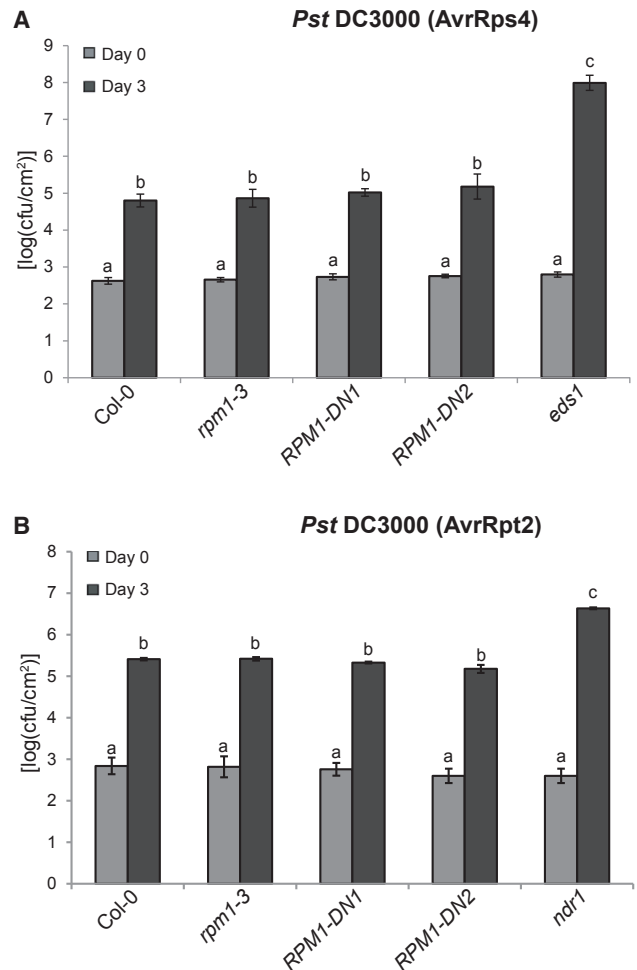 A
Pst DC3000 (AvrRps4)
Day 0
Day 3
[log(cfu/cm²)]
9
8
7
6
5
4
3
2
1
0
a
b
a
b
a
b
a
b
a
c
Col-0
rpm1-3
RPM1-DN1
RPM1-DN2
eds1
B
Pst DC3000 (AvrRpt2)
Day 0
Day 3
[log(cfu/cm²)]
8
7
6
5
4
3
2
1
0
a
b
a
b
a
b
a
b
a
c
Col-0
rpm1-3
RPM1-DN1
RPM1-DN2
ndr1